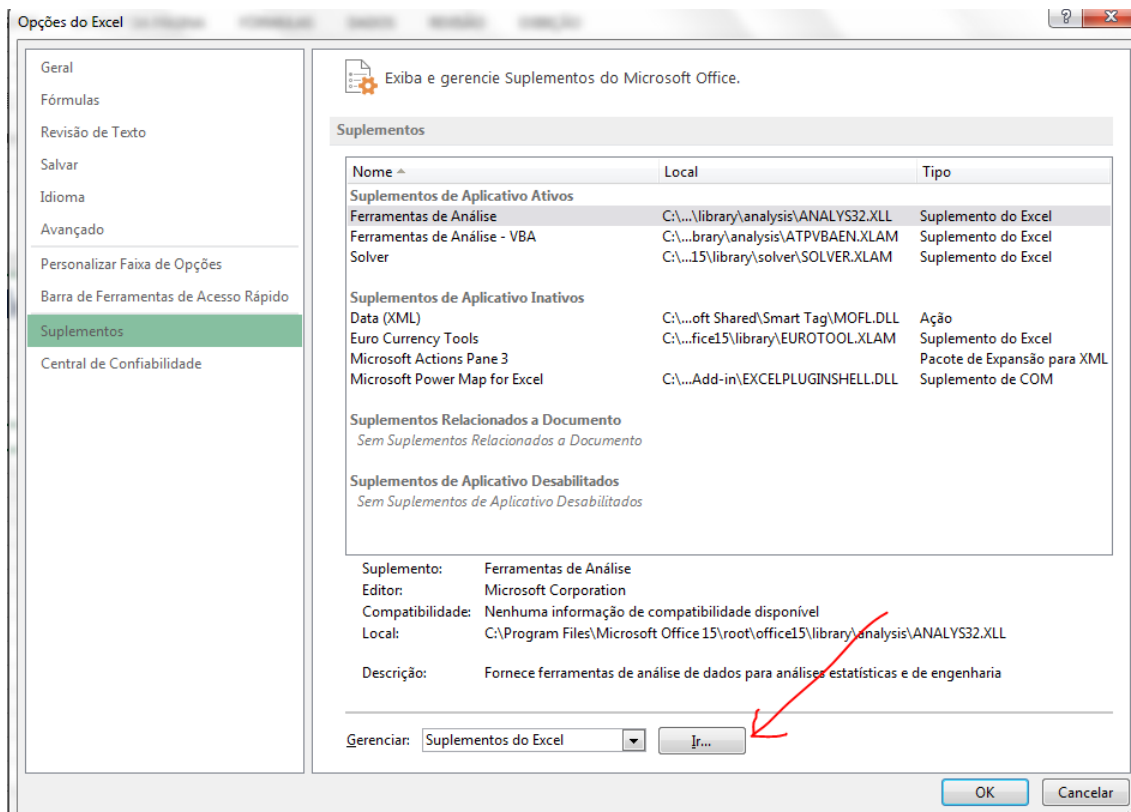 Opções do Excel
DA PÁGINA FÓRMULAS DADOS REVISÃO EXIBIÇÃO
Geral
Fórmulas
Revisão de Texto
Salvar
Idioma
Avançado
Personalizar Faixa de Opções
Barra de Ferramentas de Acesso Rápido
Suplementos
Central de Confiabilidade
Exiba e gerencie Suplementos do Microsoft Office.
Suplementos
Nome Local Tipo
Suplementos de Aplicativo Ativos
Ferramentas de Análise C:\...\library\analysis\ANALYS32.XLL Suplemento do Excel
Ferramentas de Análise - VBA C:\...brary\analysis\ATPVBAEN.XLAM Suplemento do Excel
Solver C:\...15\library\solver\SOLVER.XLAM Suplemento do Excel
Suplementos de Aplicativo Inativos
Data (XML) C:\...oft Shared\Smart Tag\MOFL.DLL Ação
Euro Currency Tools C:\...fice15\library\EUROTOOL.XLAM Suplemento do Excel
Microsoft Actions Pane 3 Pacote de Expansão para XML
Microsoft Power Map for Excel C:\...Add-in\EXCELPLUGINSHELL.DLL Suplemento de COM
Suplementos Relacionados a Documento
Sem Suplementos Relacionados a Documento
Suplementos de Aplicativo Desabilitados
Sem Suplementos de Aplicativo Desabilitados
Suplemento: Ferramentas de Análise
Editor: Microsoft Corporation
Compatibilidade: Nenhuma informação de compatibilidade disponível
Local: C:\Program Files\Microsoft Office 15\root\office15\library\analysis\ANALYS32.XLL
Descrição: Fornece ferramentas de análise de dados para análises estatísticas e de engenharia
Gerenciar: Suplementos do Excel Ir...
OK Cancelar